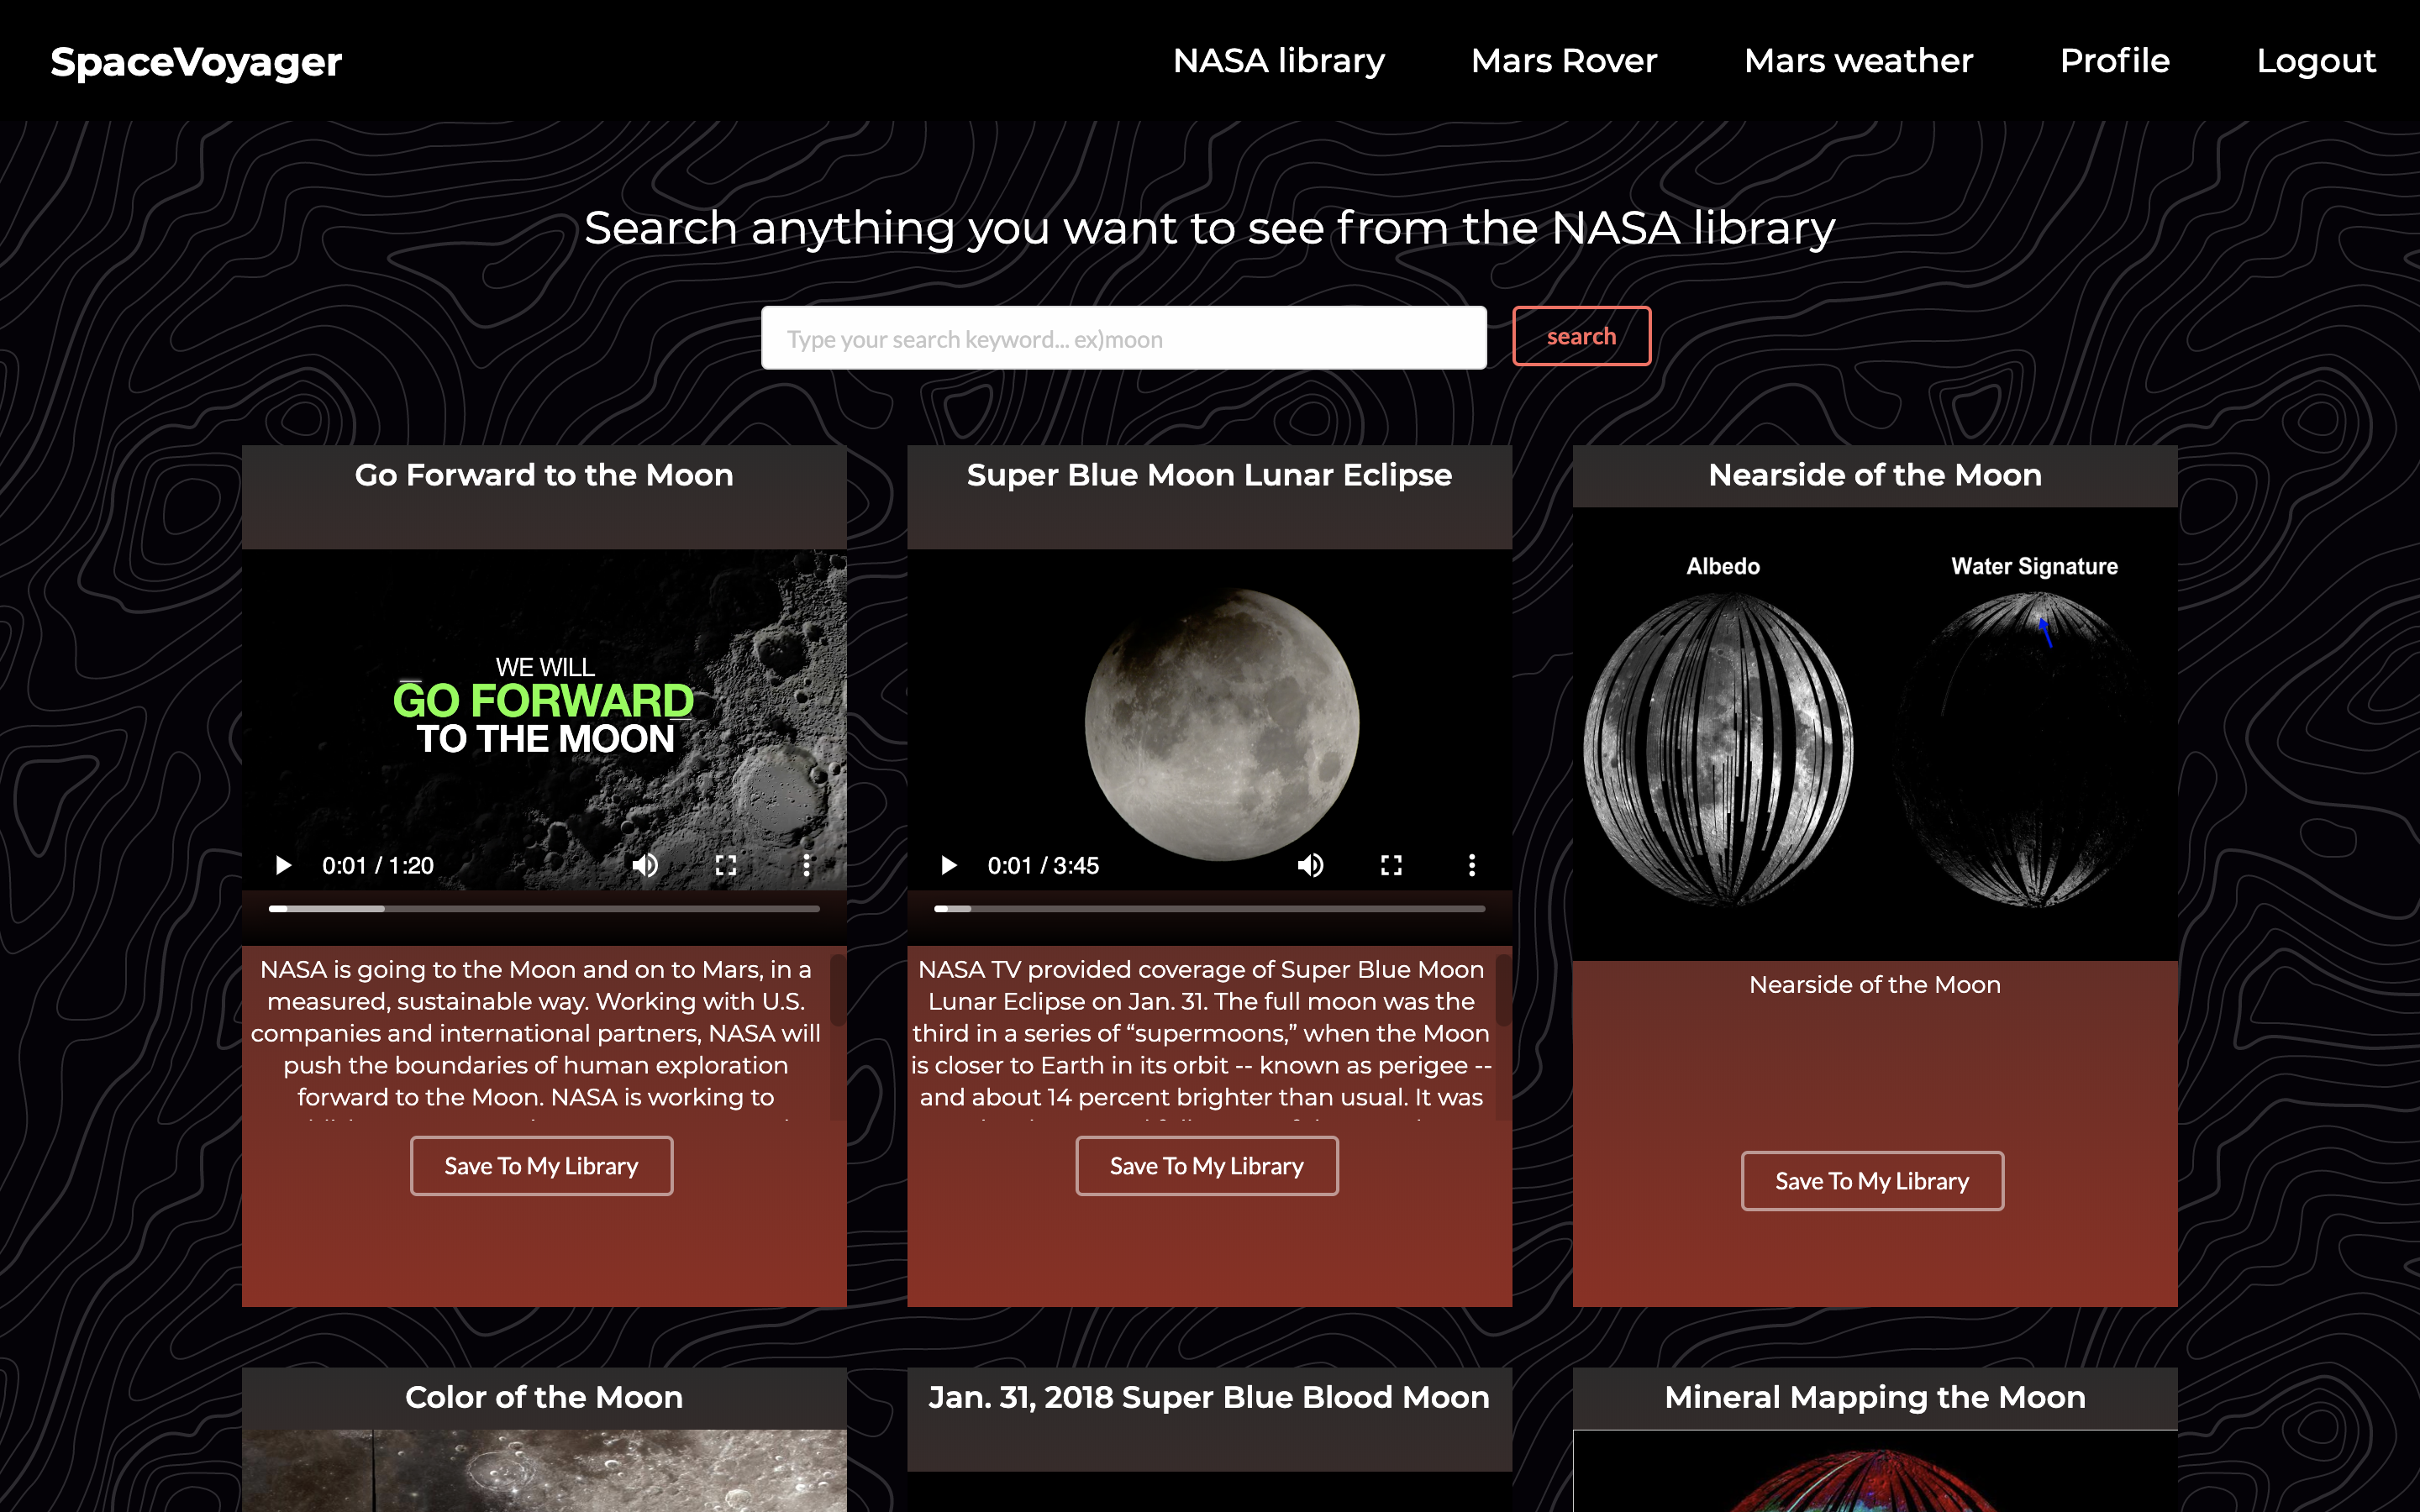 SpaceVoyager
NASA library
Mars Rover
Mars weather
Profile
Logout
Search anything you want to see from the NASA library
Type your search keyword... ex)moon
search
Go Forward to the Moon
WE WILL
GO FORWARD
TO THE MOON
0:01 / 1:20
NASA is going to the Moon and on to Mars, in a
measured, sustainable way. Working with U.S.
companies and international partners, NASA will
push the boundaries of human exploration
forward to the Moon. NASA is working to
Save To My Library
Super Blue Moon Lunar Eclipse
0:01 / 3:45
NASA TV provided coverage of Super Blue Moon
Lunar Eclipse on Jan. 31. The full moon was the
third in a series of “supermoons,” when the Moon
is closer to Earth in its orbit -- known as perigee --
and about 14 percent brighter than usual. It was
Save To My Library
Nearside of the Moon
Albedo
Water Signature
Nearside of the Moon
Save To My Library
Color of the Moon
Jan. 31, 2018 Super Blue Blood Moon
Mineral Mapping the Moon